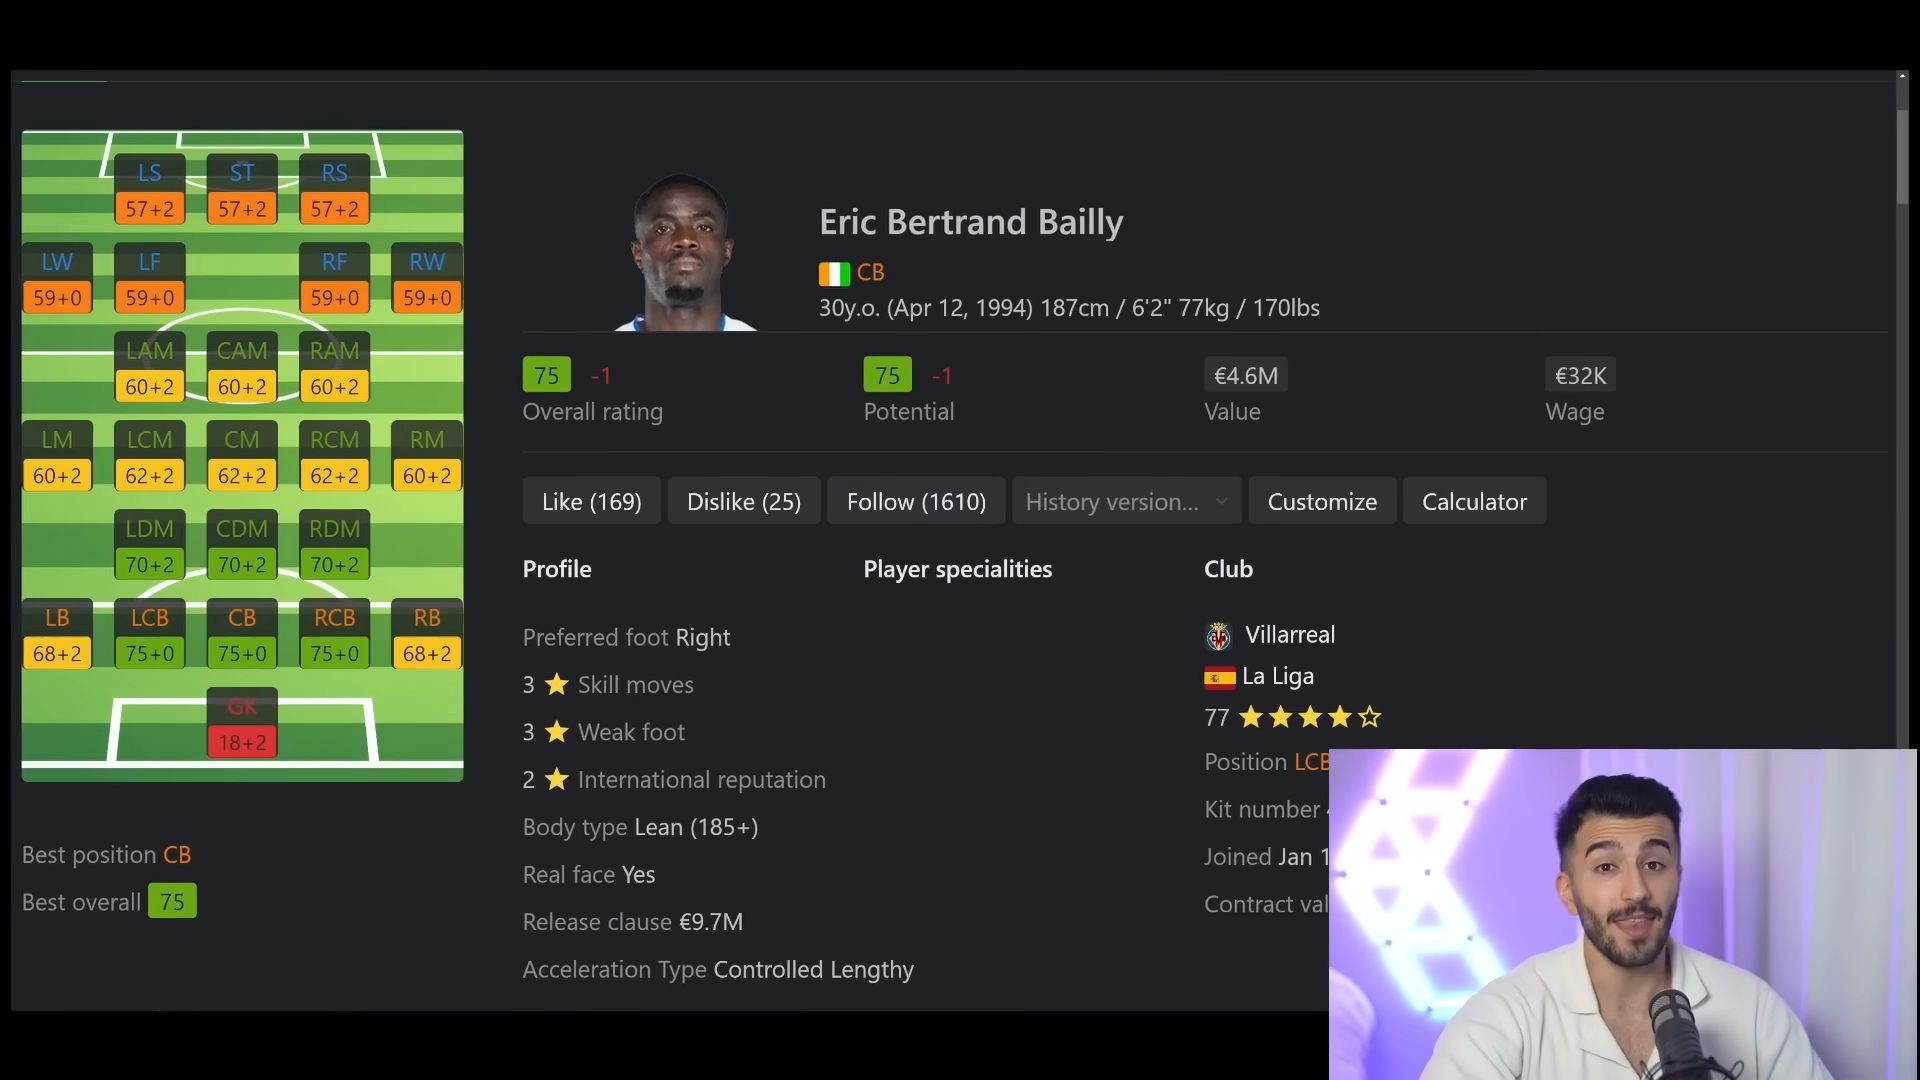 LS ST RS
57+2 57+2 57+2
LW LF RF RW
59+0 59+0 59+0 59+0
LAM CAM RAM
60+2 60+2 60+2
LM LCM CM RCM RM
60+2 62+2 62+2 62+2 60+2
LDM CDM RDM
70+2 70+2 70+2
LB LCB CB RCB RB
68+2 75+0 75+0 75+0 68+2
GK
18+2
Best position CB
Best overall 75
Eric Bertrand Bailly
CB
30y.o. (Apr 12, 1994) 187cm / 6'2" 77kg / 170lbs
75 -1 75 -1 €4.6M €32K
Overall rating Potential Value Wage
Like (169) Dislike (25) Follow (1610) History version... Customize Calculator
Profile Player specialities Club
Preferred foot Right
3 Skill moves
3 Weak foot
2 International reputation
Body type Lean (185+)
Real face Yes
Release clause €9.7M
Acceleration Type Controlled Lengthy
Villarreal
La Liga
77
Position LCB
Kit number
Joined Jan 1
Contract val